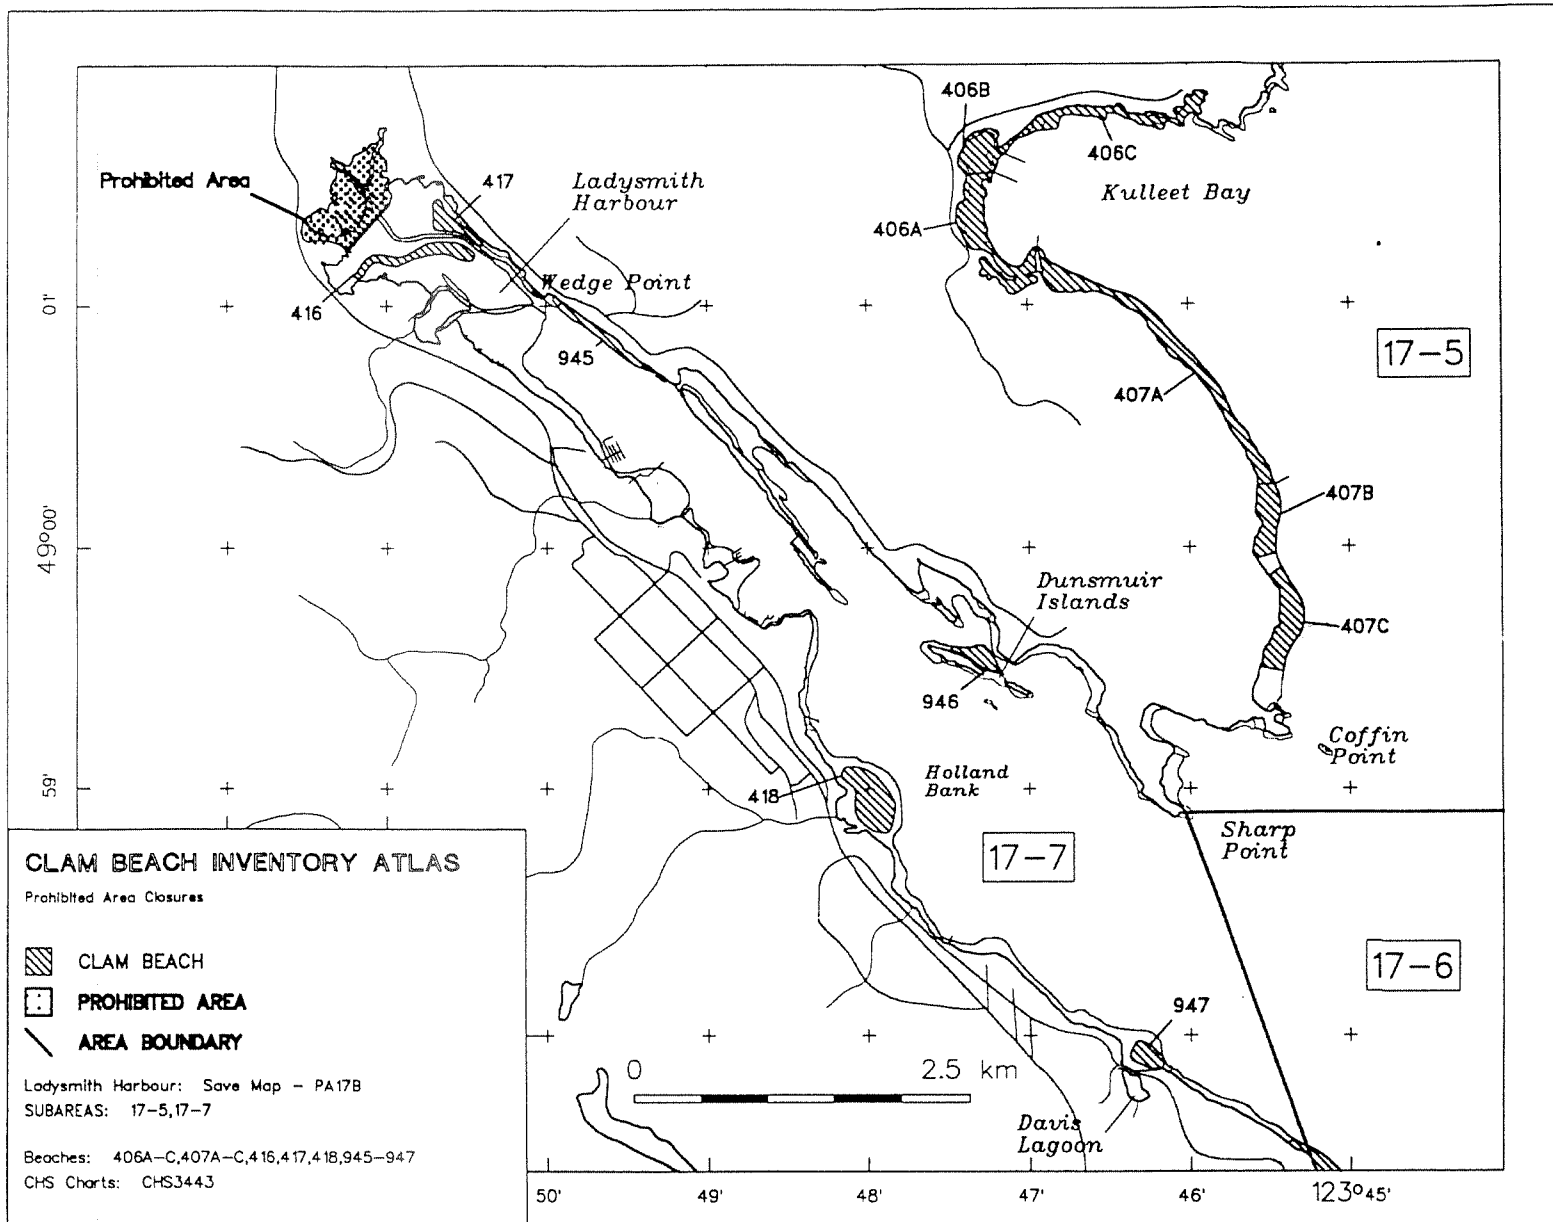 406B
406C
Prohibited Area
417
Ladysmith
Harbour
Kulleet Bay
406A
Wedge Point
416
01'
945
17-5
407A
407B
49°00'
Dunsmuir
Islands
407C
946
Coffin
Point
Holland
Bank
59'
418
Sharp
Point
17-7
CLAM BEACH INVENTORY ATLAS
Prohibited Area Closures
CLAM BEACH
17-6
PROHIBITED AREA
947
AREA BOUNDARY
0 2.5 km
Ladysmith Harbour: Save Map - PA17B
SUBAREAS: 17-5,17-7
Davis
Lagoon
Beaches: 406A-C,407A-C,416,417,418,945-947
CHS Charts: CHS3443
50' 49' 48' 47' 46' 123°45'